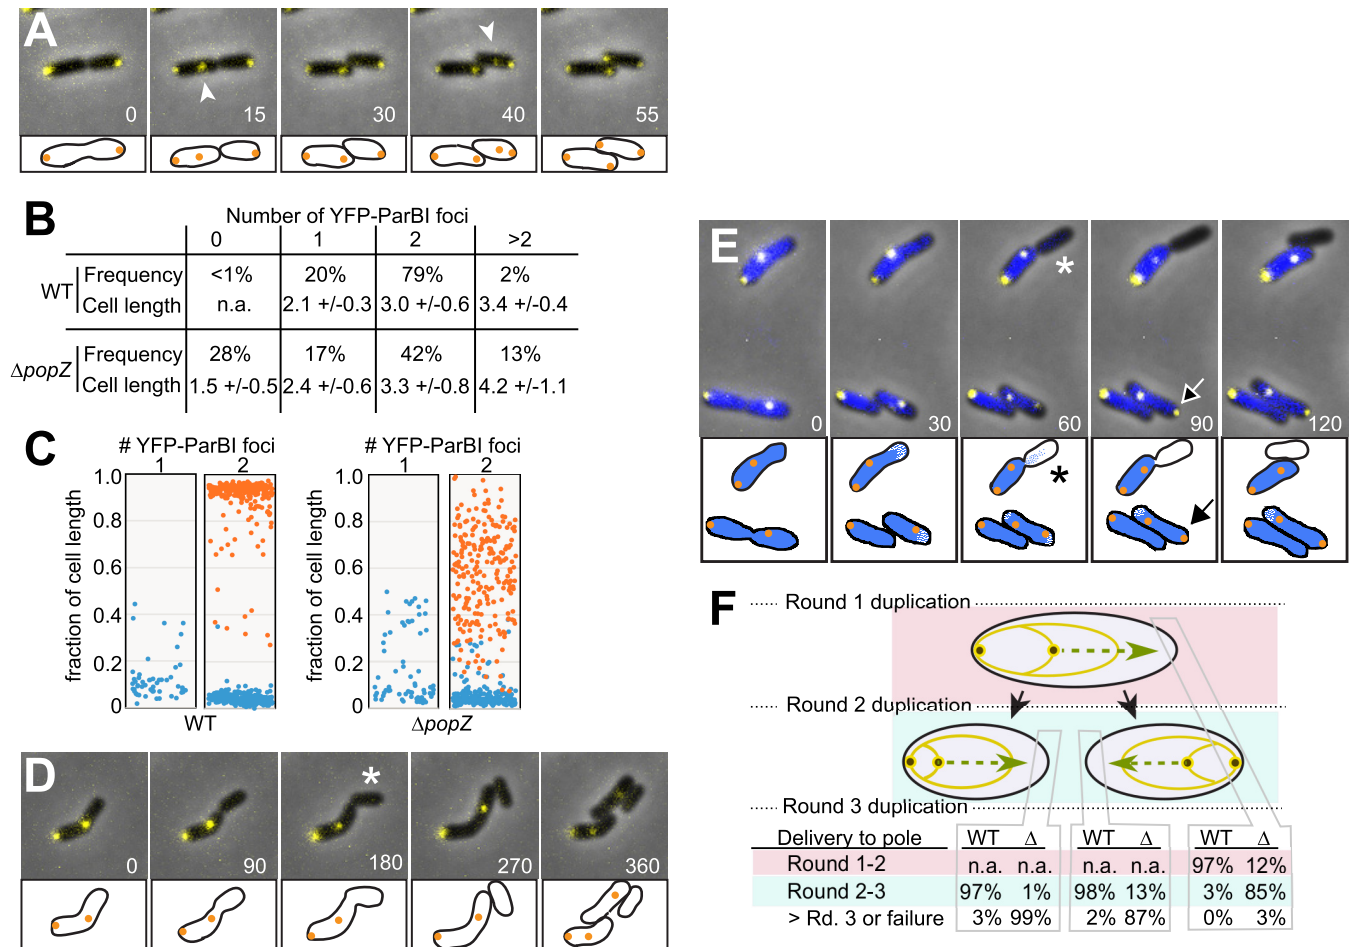 A
0 15 30 40 55
B
Number of YFP-ParBI foci
0 1 2 >2
WT
Frequency <1% 20% 79% 2%
Cell length n.a. 2.1 +/-0.3 3.0 +/-0.6 3.4 +/-0.4
ΔpopZ
Frequency 28% 17% 42% 13%
Cell length 1.5 +/-0.5 2.4 +/-0.6 3.3 +/-0.8 4.2 +/-1.1
C
# YFP-ParBI foci
1 2
fraction of cell length
1.0
0.8
0.6
0.4
0.2
0
WT
# YFP-ParBI foci
1 2
fraction of cell length
1.0
0.8
0.6
0.4
0.2
0
ΔpopZ
D
*
0 90 180 270 360
E
*
0 30 60 90 120
*
F
Round 1 duplication
Round 2 duplication
Round 3 duplication
Delivery to pole WT Δ WT Δ WT Δ
Round 1-2 n.a. n.a. n.a. n.a. 97% 12%
Round 2-3 97% 1% 98% 13% 3% 85%
> Rd. 3 or failure 3% 99% 2% 87% 0% 3%